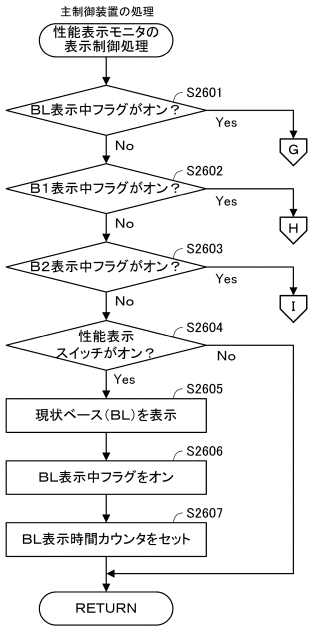 主制御装置の処理
性能表示モニタの
表示制御処理
S2601
BL表示中フラグがオン？
Yes
G
No
S2602
B1表示中フラグがオン？
Yes
H
No
S2603
B2表示中フラグがオン？
Yes
I
No
S2604
性能表示
スイッチがオン？
No
Yes
S2605
現状ベース（BL）を表示
S2606
BL表示中フラグをオン
S2607
BL表示時間カウンタをセット
RETURN